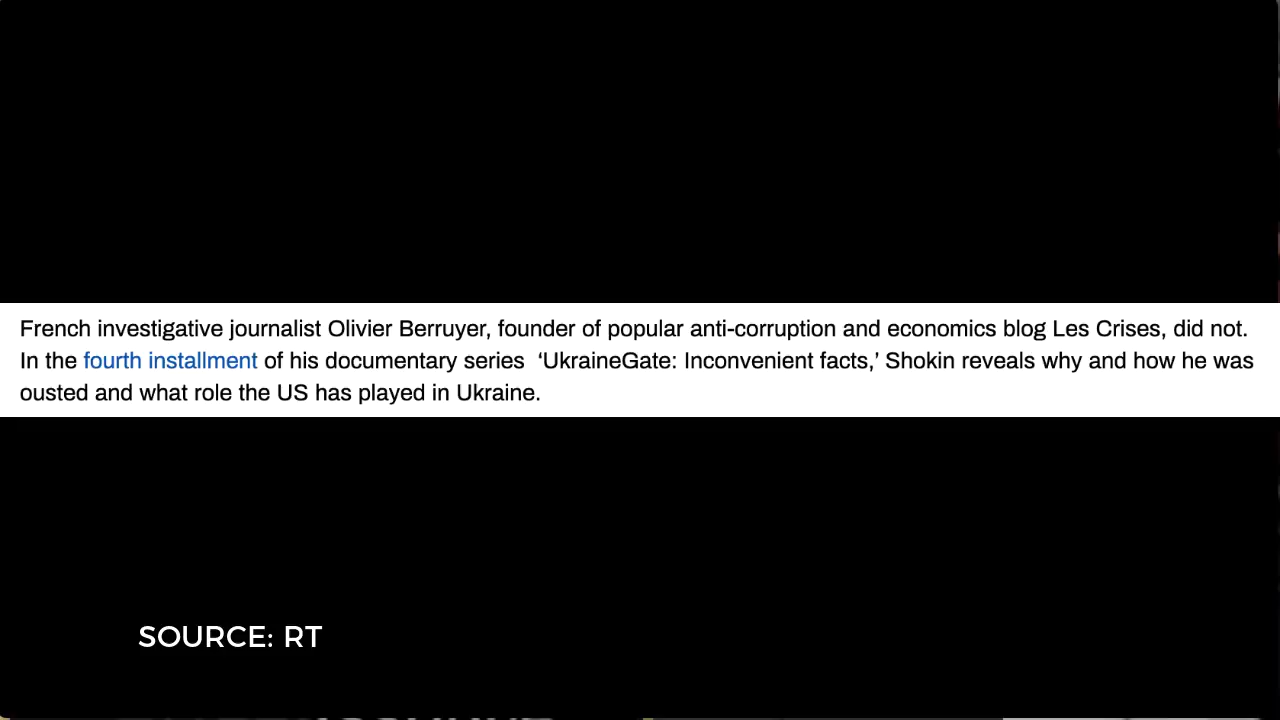 French investigative journalist Olivier Berruyer, founder of popular anti-corruption and economics blog Les Crises, did not.
In the fourth installment of his documentary series ‘UkraineGate: Inconvenient facts,’ Shokin reveals why and how he was
ousted and what role the US has played in Ukraine.
SOURCE: RT